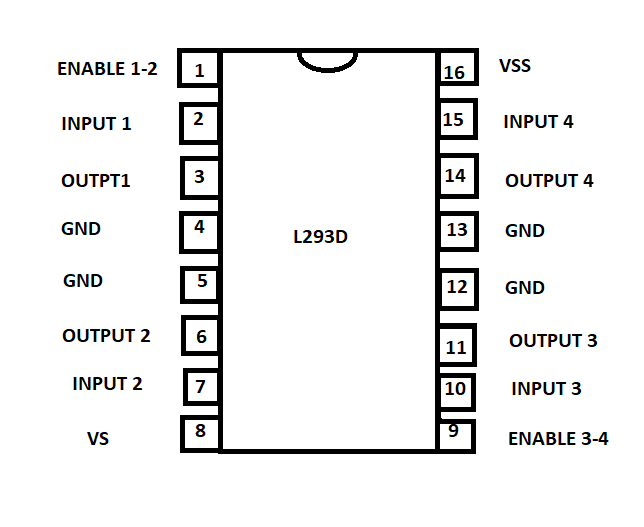 ENABLE 1-2 1 16 VSS
INPUT 1 2 15 INPUT 4
OUTPT1 3 14 OUTPUT 4
GND 4 13 GND
L293D
GND 5 12 GND
OUTPUT 2 6 11 OUTPUT 3
INPUT 2 7 10 INPUT 3
VS 8 9 ENABLE 3-4